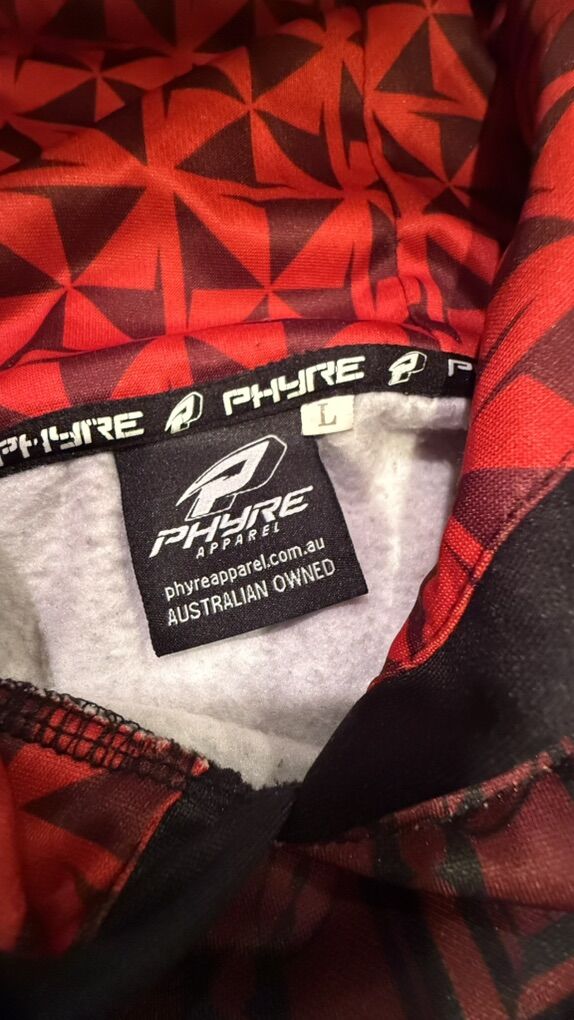 PHYRE PHYRE P
L
PHYRE
APPAREL
phyreapparel.com.au
AUSTRALIAN OWNED